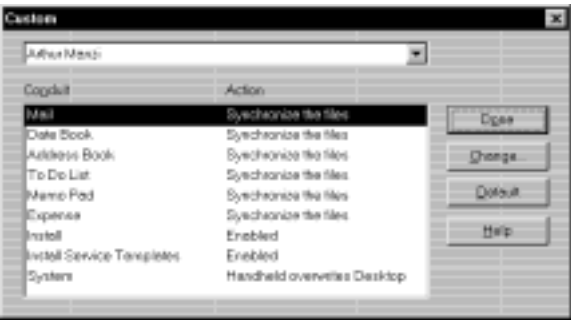 Custom
Arthur Manzi
Conduit Action
Mail Synchronize the files
Date Book Synchronize the files
Address Book Synchronize the files
To Do List Synchronize the files
Memo Pad Synchronize the files
Expense Synchronize the files
Install Enabled
Install Service Templates Enabled
System Handheld overwrites Desktop
Done
Change...
Default
Help